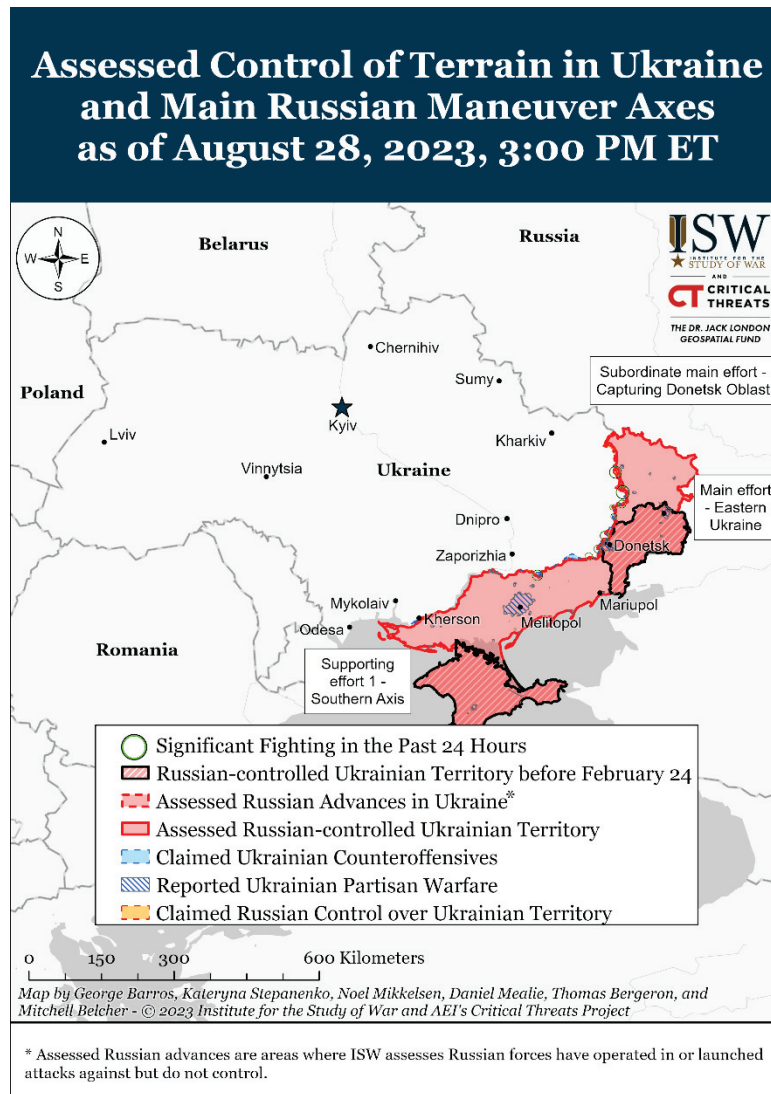 Assessed Control of Terrain in Ukraine
and Main Russian Maneuver Axes
as of August 28, 2023, 3:00 PM ET
N
W
E
S
Belarus
Russia
ISW
INSTITUTE FOR THE
STUDY OF WAR
AND
CT CRITICAL
THREATS
THE DR. JACK LONDON
GEOSPATIAL FUND
Chernihiv
Sumy
Subordinate main effort -
Capturing Donetsk Oblast
Poland
Kyiv
Lviv
Kharkiv
Ukraine
Vinnytsia
Main effort
- Eastern
Ukraine
Dnipro
Donetsk
Zaporizhia
Mykolaiv
Kherson
Melitopol
Mariupol
Odesa
Romania
Supporting
effort 1 -
Southern Axis
Significant Fighting in the Past 24 Hours
Russian-controlled Ukrainian Territory before February 24
Assessed Russian Advances in Ukraine*
Assessed Russian-controlled Ukrainian Territory
Claimed Ukrainian Counteroffensives
Reported Ukrainian Partisan Warfare
Claimed Russian Control over Ukrainian Territory
0 150 300 600 Kilometers
Map by George Barros, Kateryna Stepanenko, Noel Mikkelsen, Daniel Mealie, Thomas Bergeron, and
Mitchell Belcher - © 2023 Institute for the Study of War and AEI's Critical Threats Project
* Assessed Russian advances are areas where ISW assesses Russian forces have operated in or launched
attacks against but do not control.